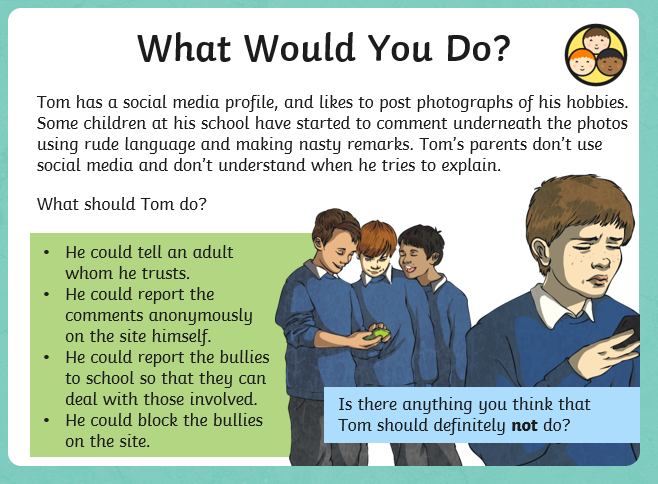 What Would You Do?
Tom has a social media profile, and likes to post photographs of his hobbies.
Some children at his school have started to comment underneath the photos
using rude language and making nasty remarks. Tom's parents don't use
social media and don't understand when he tries to explain.
What should Tom do?
• He could tell an adult
whom he trusts.
• He could report the
comments anonymously
on the site himself.
• He could report the bullies
to school so that they can
deal with those involved.
• He could block the bullies
on the site.
Is there anything you think that
Tom should definitely not do?